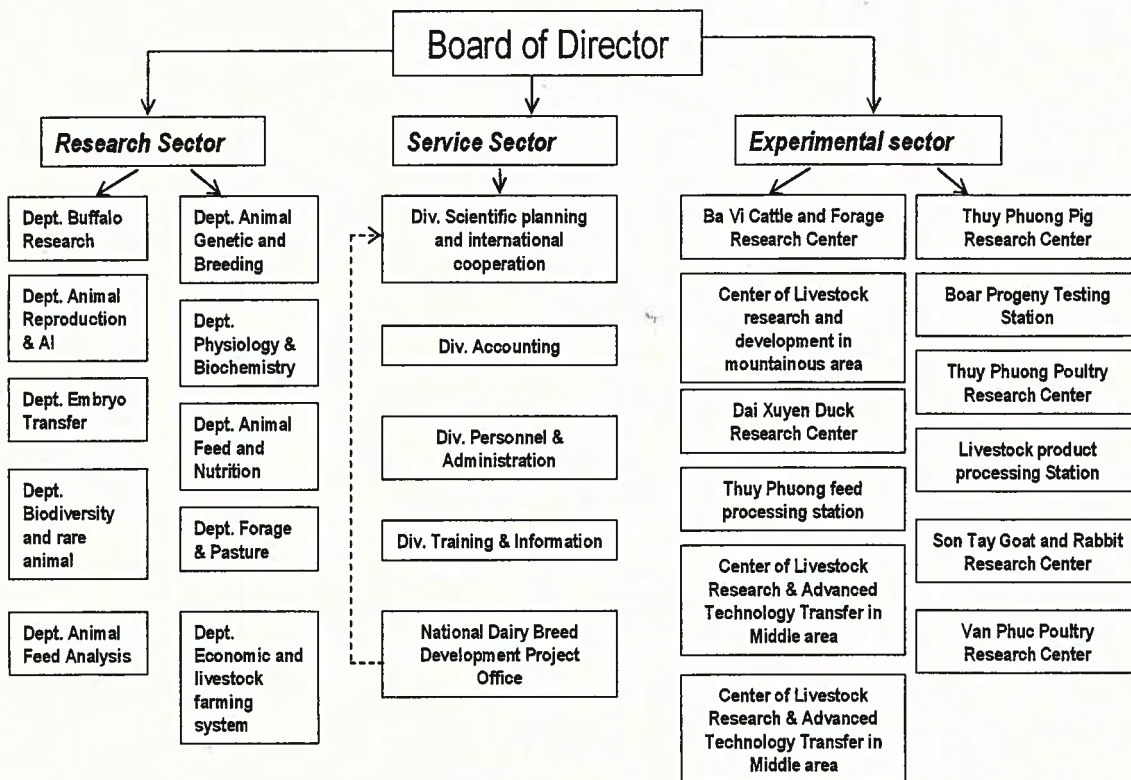 Board of Director
Research Sector
Dept. Buffalo
Research
Dept. Animal
Reproduction
& AI
Dept. Embryo
Transfer
Dept.
Biodiversity
and rare
animal
Dept. Animal
Feed Analysis
Dept. Animal
Genetic and
Breeding
Dept.
Physiology &
Biochemistry
Dept. Animal
Feed and
Nutrition
Dept. Forage
& Pasture
Dept.
Economic and
livestock
farming
system
Service Sector
Div. Scientific planning
and international
cooperation
Div. Accounting
Div. Personnel &
Administration
Div. Training & Information
National Dairy Breed
Development Project
Office
Experimental sector
Ba Vi Cattle and Forage
Research Center
Center of Livestock
research and
development in
mountainous area
Dai Xuyen Duck
Research Center
Thuy Phuong feed
processing station
Center of Livestock
Research & Advanced
Technology Transfer in
Middle area
Center of Livestock
Research & Advanced
Technology Transfer in
Middle area
Thuy Phuong Pig
Research Center
Boar Progeny Testing
Station
Thuy Phuong Poultry
Research Center
Livestock product
processing Station
Son Tay Goat and Rabbit
Research Center
Van Phuc Poultry
Research Center